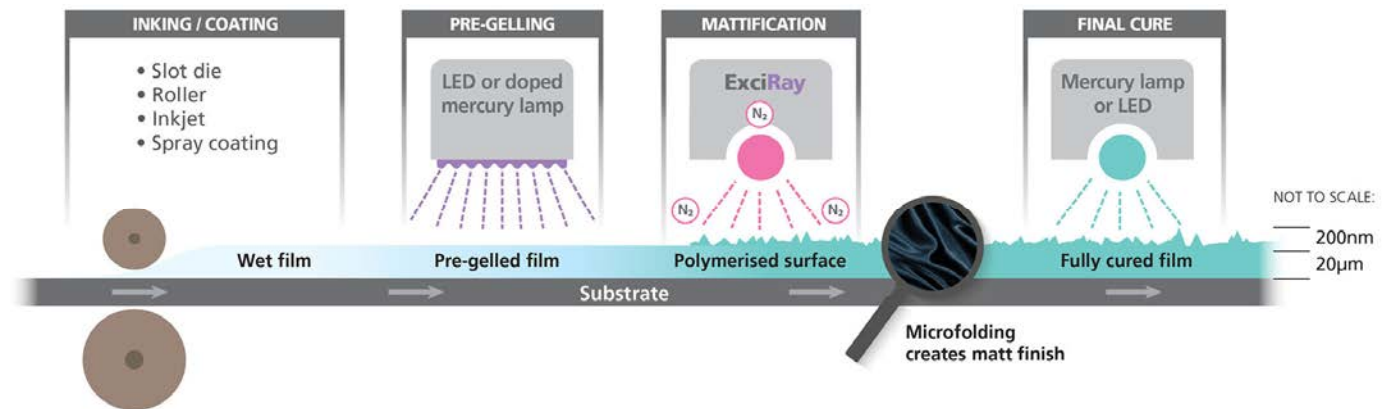 INKING / COATING
• Slot die
• Roller
• Inkjet
• Spray coating
PRE-GELLING
LED or doped
mercury lamp
MATTIFICATION
ExciRay
N₂
N₂
N₂
FINAL CURE
Mercury lamp
or LED
NOT TO SCALE:
200nm
20μm
Wet film
Pre-gelled film
Polymerised surface
Fully cured film
Substrate
Microfolding
creates matt finish